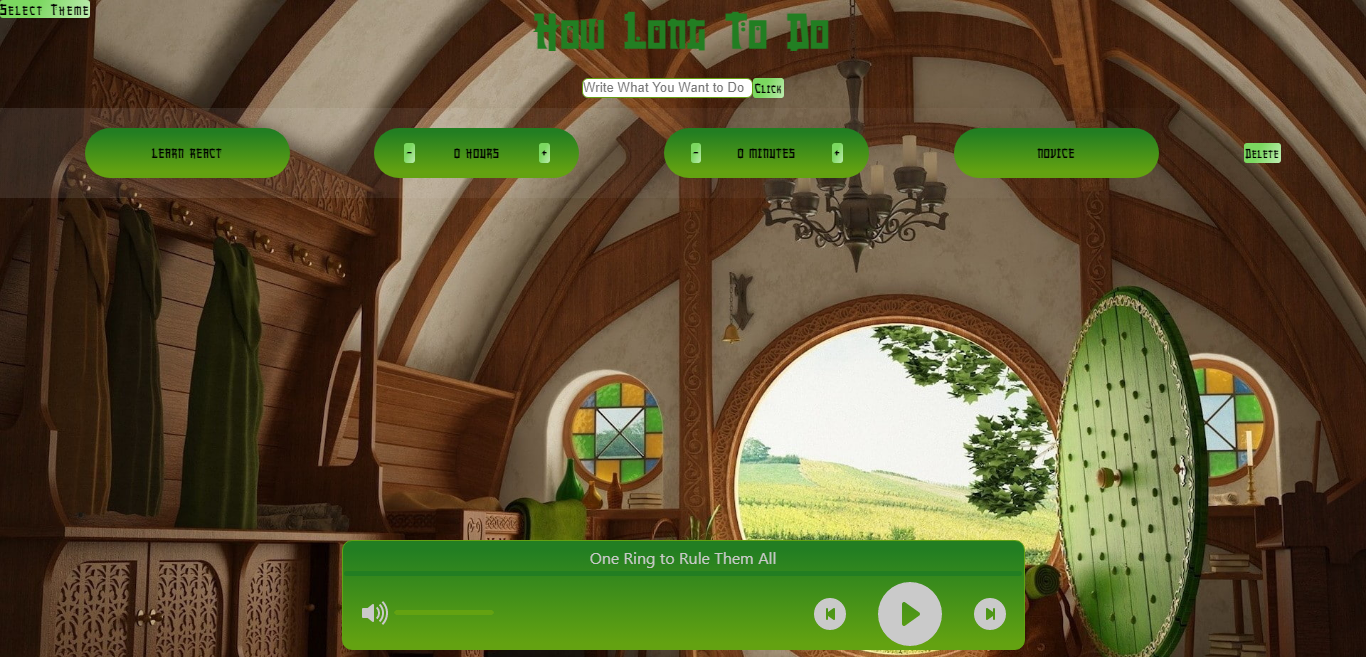 Select Theme
How Long To Do
Write What You Want to Do Click
LEARN REACT - 0 HOURS + - 0 MINUTES + NOVICE Delete
One Ring to Rule Them All